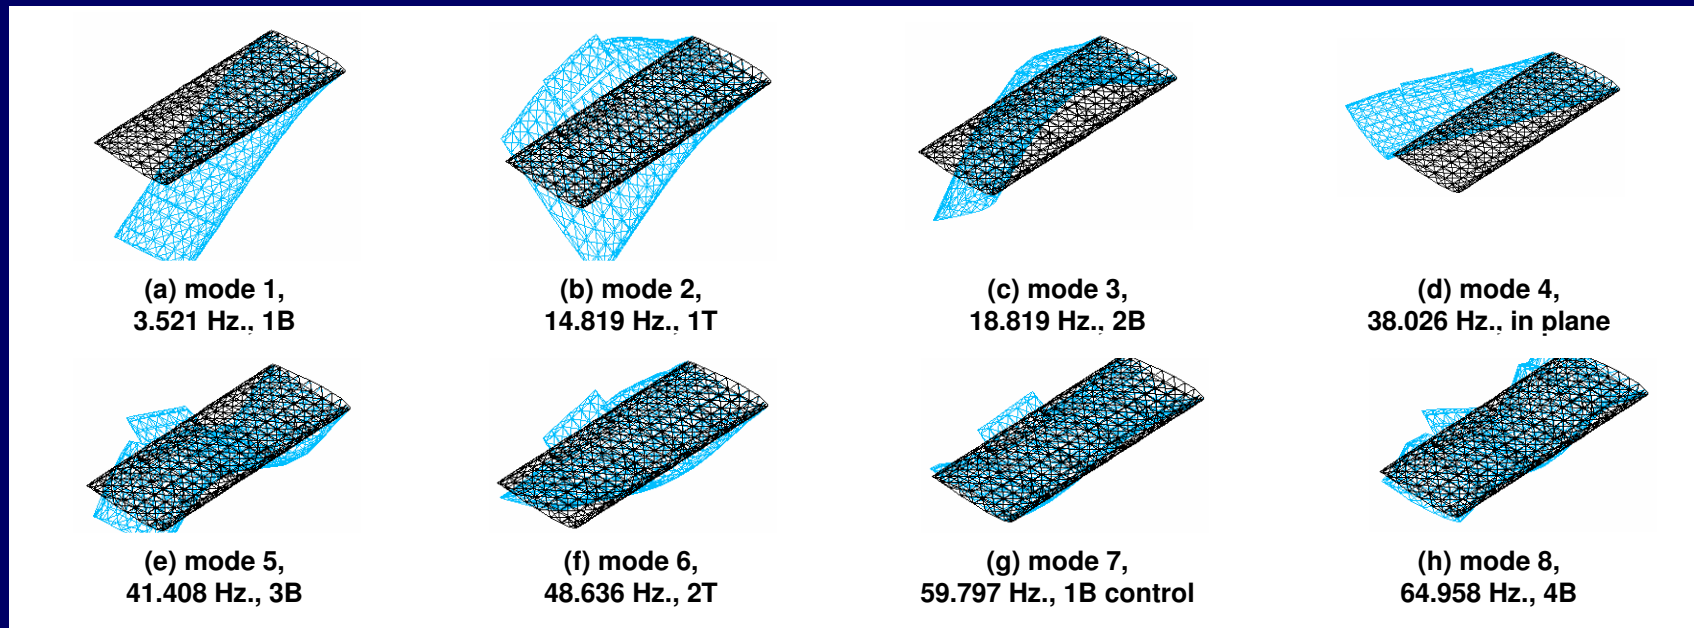 (a) mode 1,
3.521 Hz., 1B
(b) mode 2,
14.819 Hz., 1T
(c) mode 3,
18.819 Hz., 2B
(d) mode 4,
38.026 Hz., in plane
(e) mode 5,
41.408 Hz., 3B
(f) mode 6,
48.636 Hz., 2T
(g) mode 7,
59.797 Hz., 1B control
(h) mode 8,
64.958 Hz., 4B